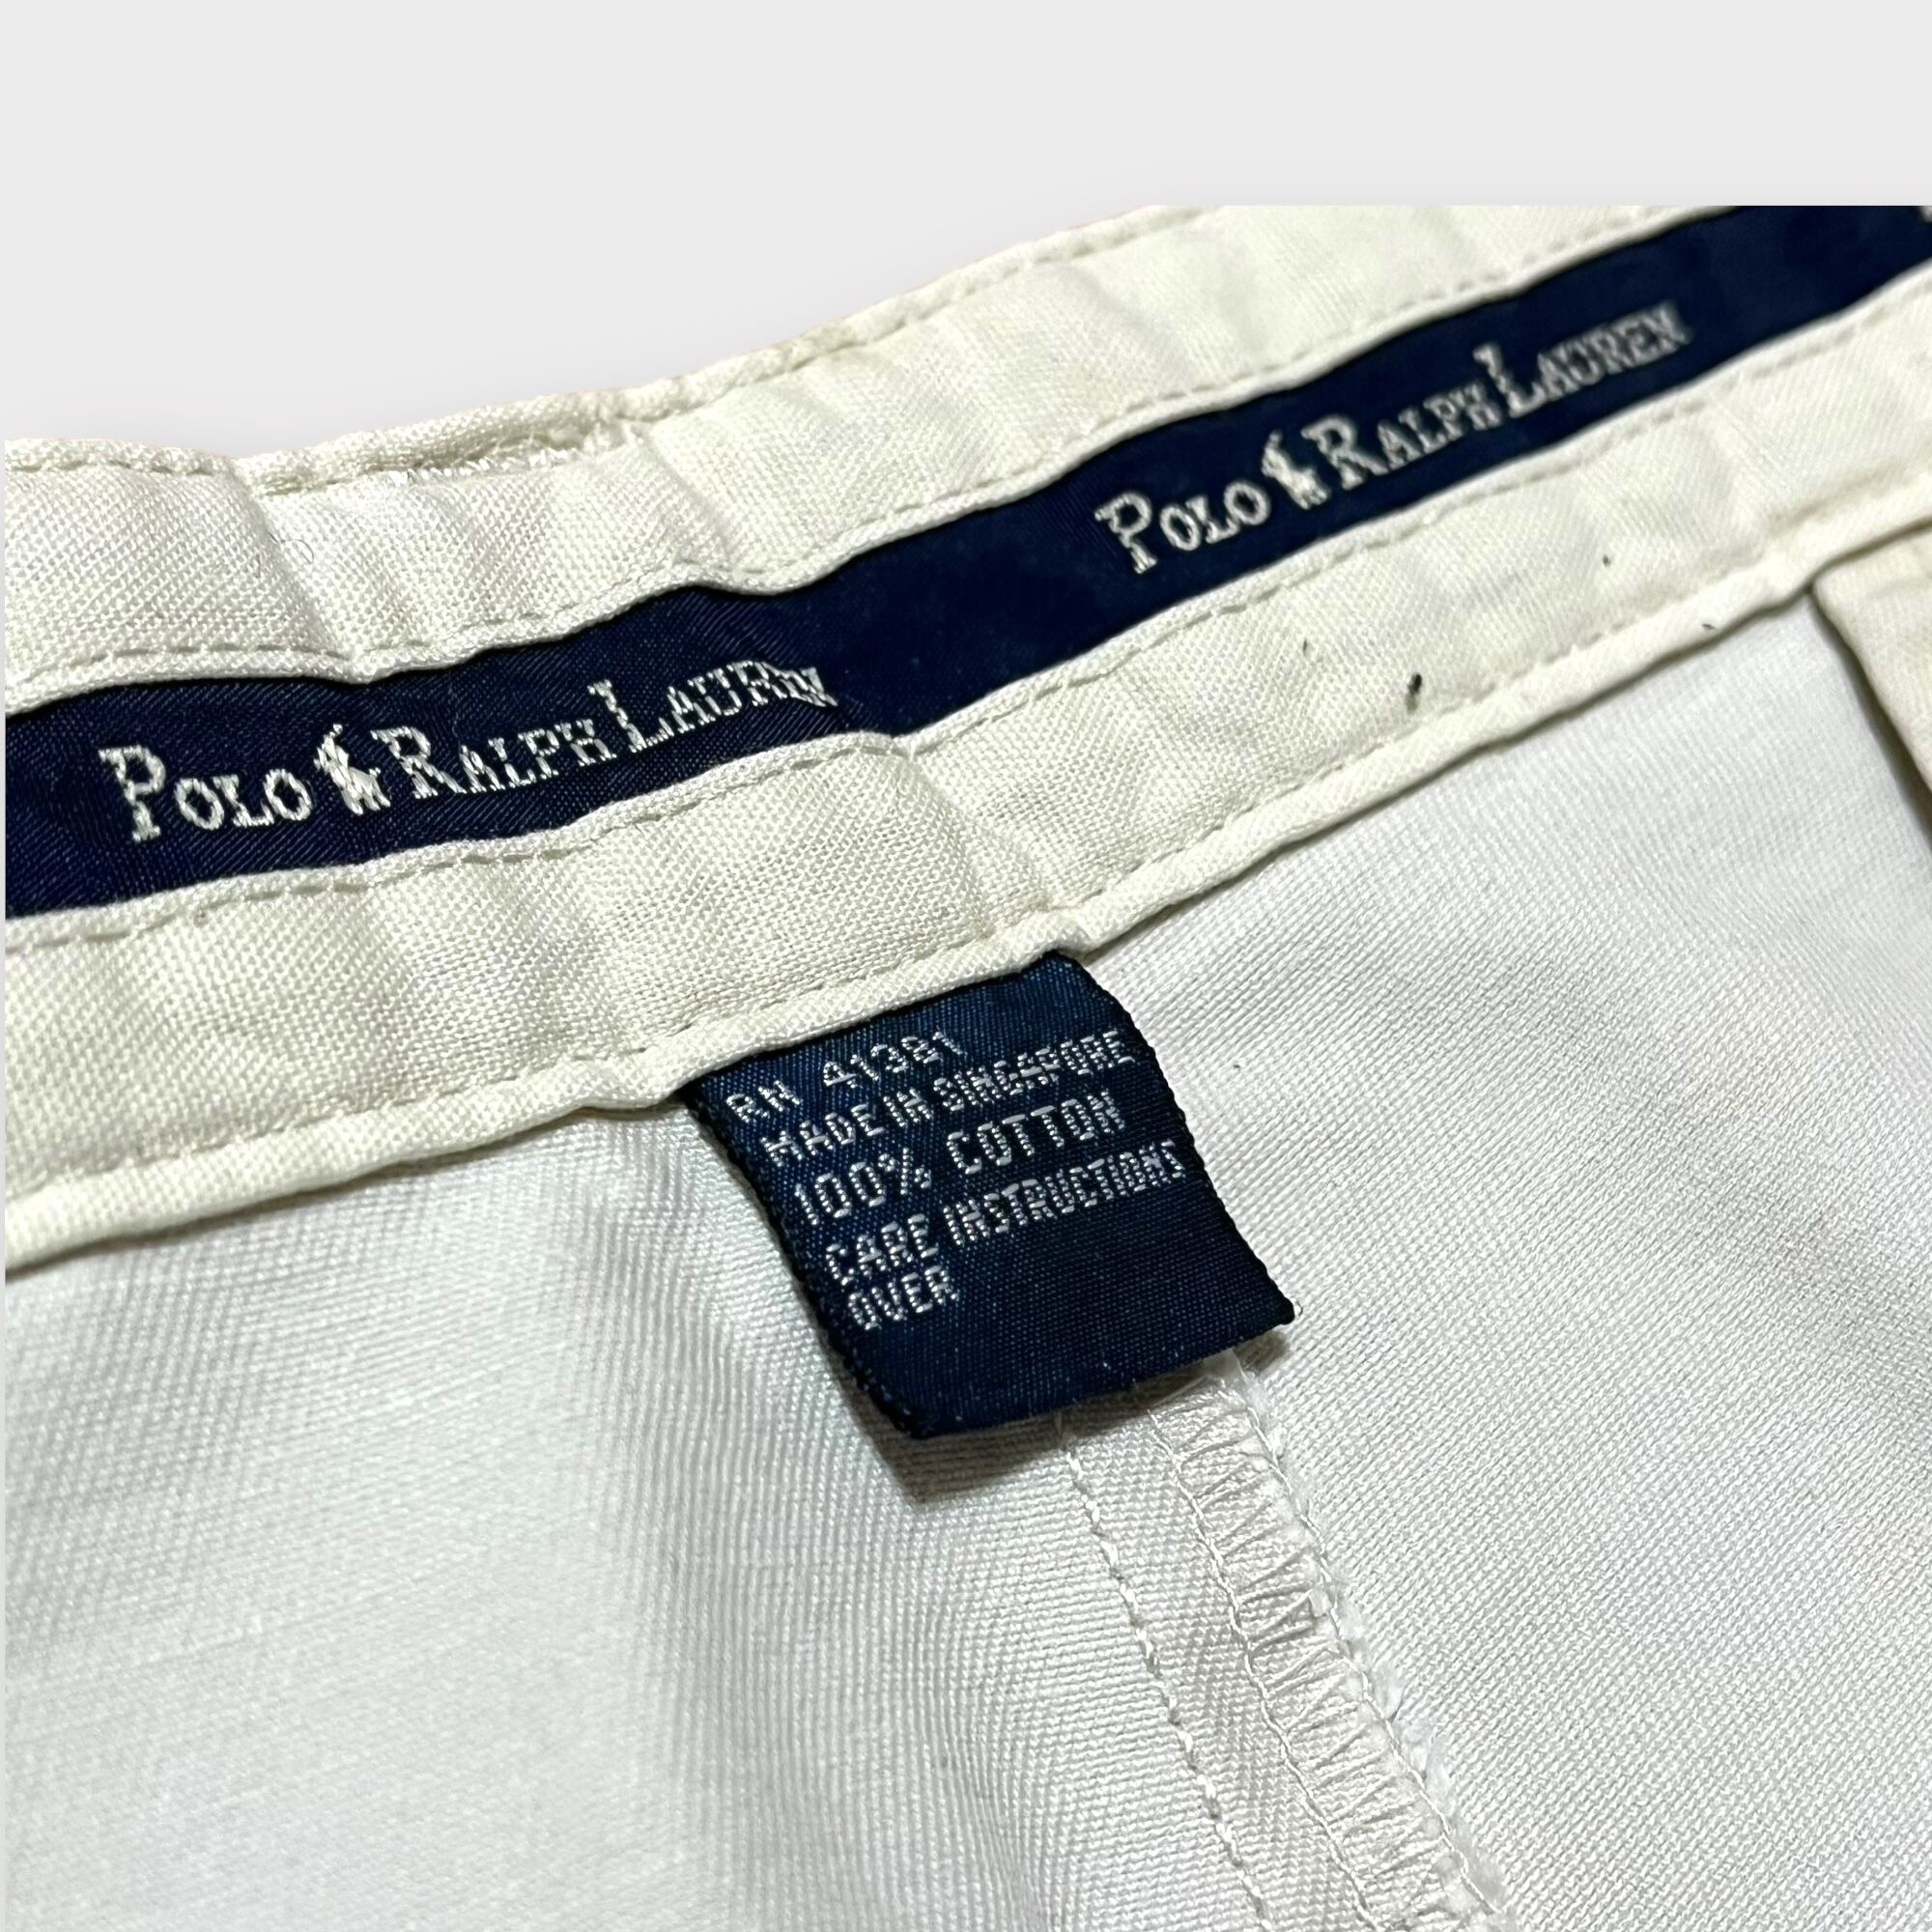 POLO RALPH LAUREN
POLO RALPH LAUREN
RN 41381
MADE IN SINGAPORE
100% COTTON
CARE INSTRUCTIONS
OVER